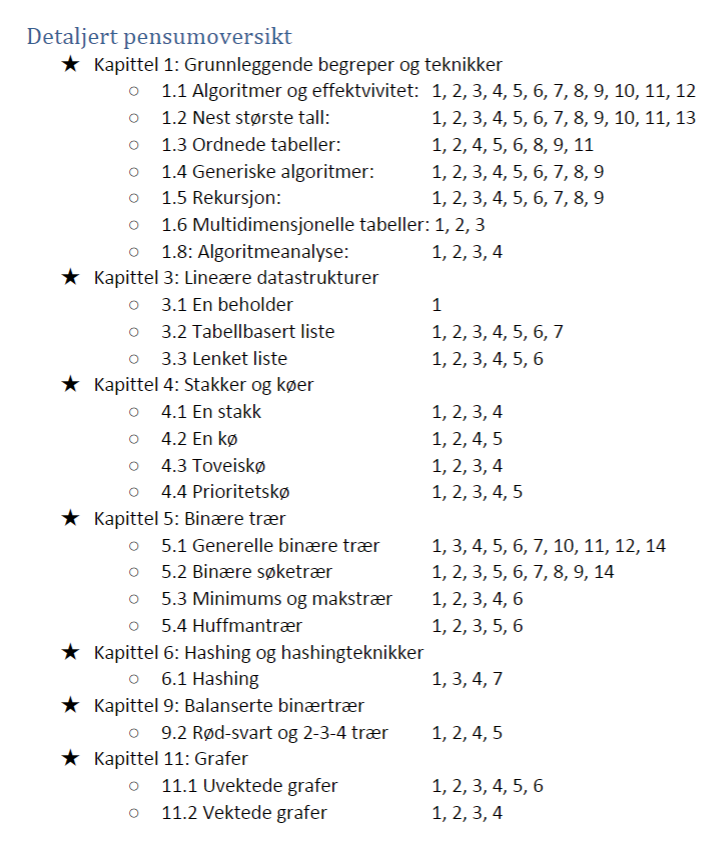 Detaljert pensumoversikt
★ Kapittel 1: Grunnleggende begreper og teknikker
○ 1.1 Algoritmer og effektvivitet: 1, 2, 3, 4, 5, 6, 7, 8, 9, 10, 11, 12
○ 1.2 Nest største tall: 1, 2, 3, 4, 5, 6, 7, 8, 9, 10, 11, 13
○ 1.3 Ordnede tabeller: 1, 2, 4, 5, 6, 8, 9, 11
○ 1.4 Generiske algoritmer: 1, 2, 3, 4, 5, 6, 7, 8, 9
○ 1.5 Rekursjon: 1, 2, 3, 4, 5, 6, 7, 8, 9
○ 1.6 Multidimensjonelle tabeller: 1, 2, 3
○ 1.8: Algoritmeanalyse: 1, 2, 3, 4
★ Kapittel 3: Lineære datastrukturer
○ 3.1 En beholder 1
○ 3.2 Tabellbasert liste 1, 2, 3, 4, 5, 6, 7
○ 3.3 Lenket liste 1, 2, 3, 4, 5, 6
★ Kapittel 4: Stakker og køer
○ 4.1 En stakk 1, 2, 3, 4
○ 4.2 En kø 1, 2, 4, 5
○ 4.3 Toveiskø 1, 2, 3, 4
○ 4.4 Prioritetskø 1, 2, 3, 4, 5
★ Kapittel 5: Binære trær
○ 5.1 Generelle binære trær 1, 3, 4, 5, 6, 7, 10, 11, 12, 14
○ 5.2 Binære søketrær 1, 2, 3, 5, 6, 7, 8, 9, 14
○ 5.3 Minimums og makstrær 1, 2, 3, 4, 6
○ 5.4 Huffmantrær 1, 2, 3, 5, 6
★ Kapittel 6: Hashing og hashingteknikker
○ 6.1 Hashing 1, 3, 4, 7
★ Kapittel 9: Balanserte binærtrær
○ 9.2 Rød-svart og 2-3-4 trær 1, 2, 4, 5
★ Kapittel 11: Grafer
○ 11.1 Uvektede grafer 1, 2, 3, 4, 5, 6
○ 11.2 Vektede grafer 1, 2, 3, 4